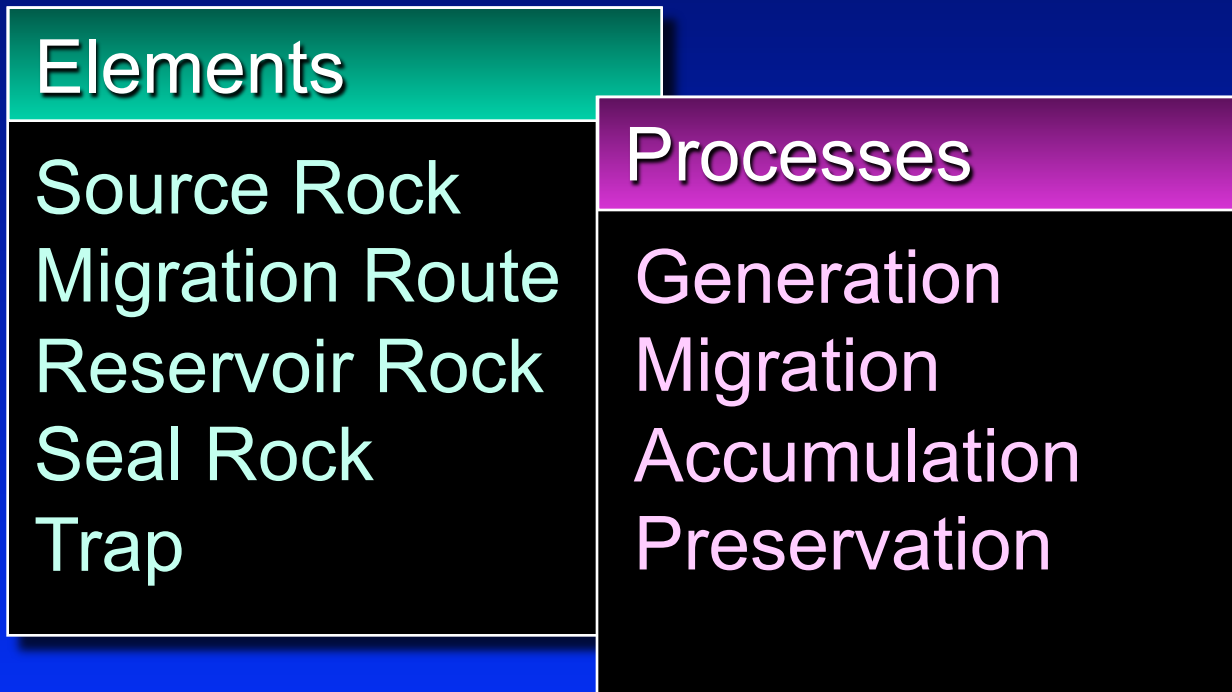 Elements
Source Rock
Migration Route
Reservoir Rock
Seal Rock
Trap
Processes
Generation
Migration
Accumulation
Preservation